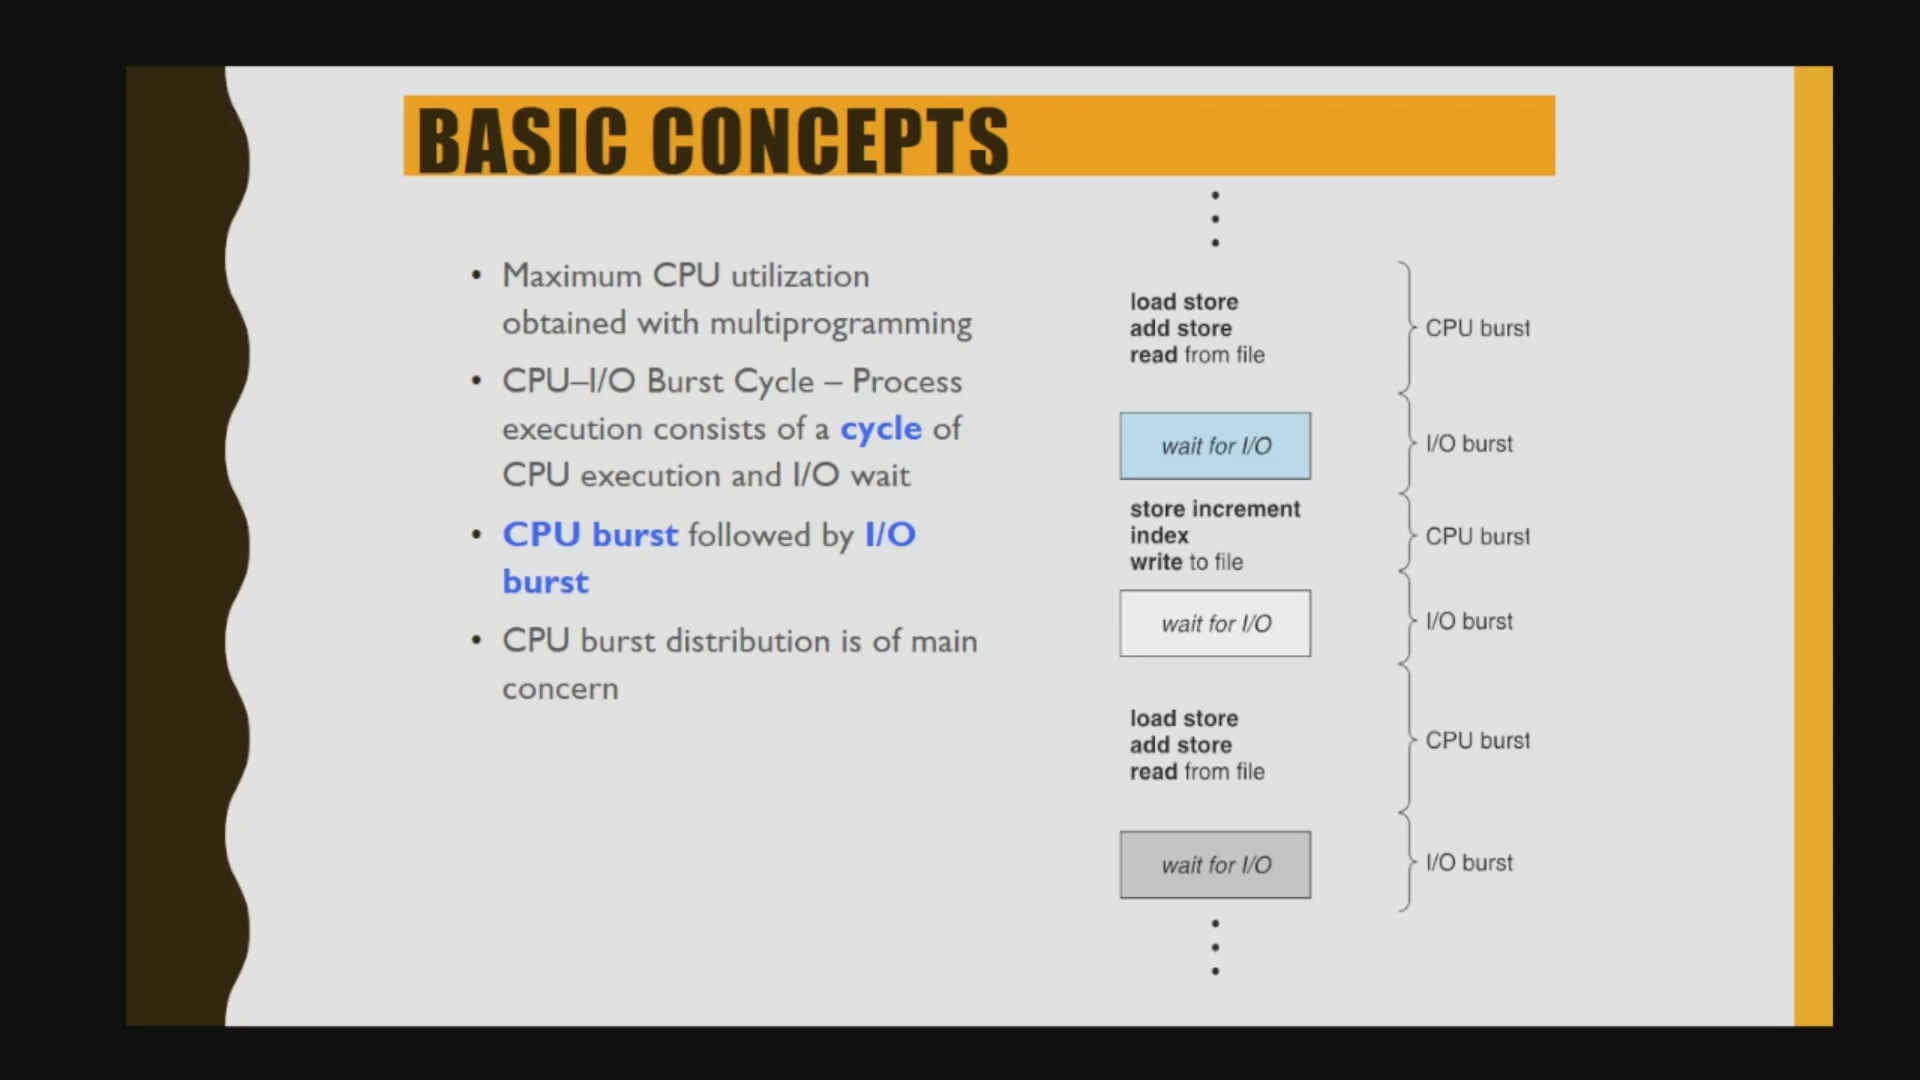 BASIC CONCEPTS
• Maximum CPU utilization
obtained with multiprogramming
• CPU–I/O Burst Cycle – Process
execution consists of a cycle of
CPU execution and I/O wait
• CPU burst followed by I/O
burst
• CPU burst distribution is of main
concern
load store
add store
read from file
CPU burst
wait for I/O
I/O burst
store increment
index
write to file
CPU burst
wait for I/O
I/O burst
load store
add store
read from file
CPU burst
wait for I/O
I/O burst